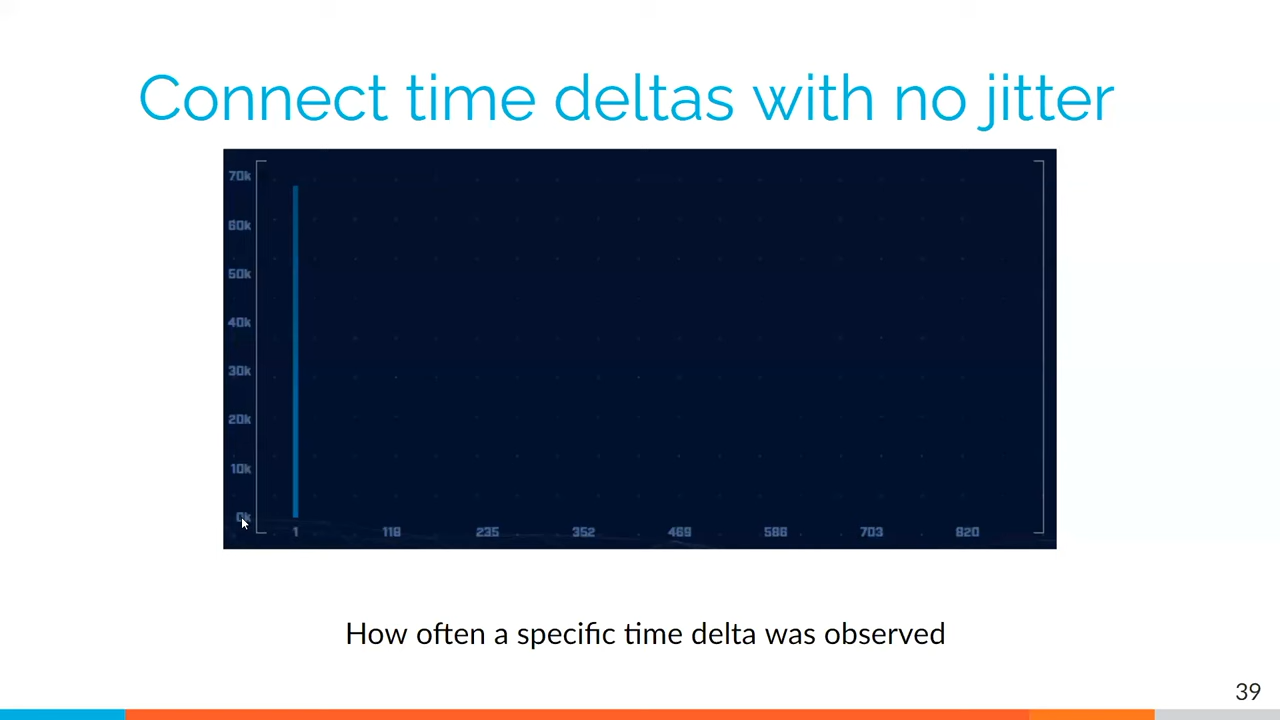 Connect time deltas with no jitter
70k
60k
50k
40k
30k
20k
10k
0k
1 118 235 352 469 586 703 820
How often a specific time delta was observed
39